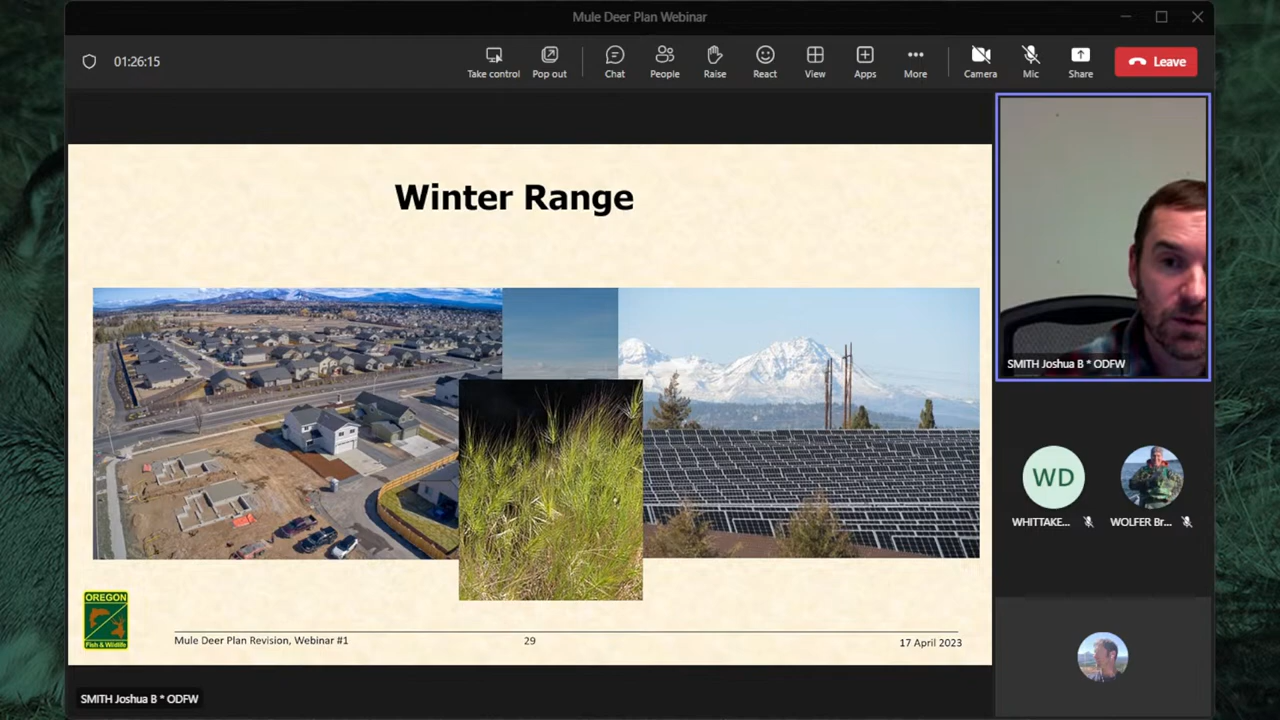 Mule Deer Plan Webinar
01:26:15
Take control
Pop out
Chat
People
Raise
React
View
Apps
More
Camera
Mic
Share
Leave
Winter Range
SMITH Joshua B * ODFW
WD
WHITTAKE...
WOLFER Br...
OREGON
Fish & Wildlife
Mule Deer Plan Revision, Webinar #1
29
17 April 2023
SMITH Joshua B * ODFW